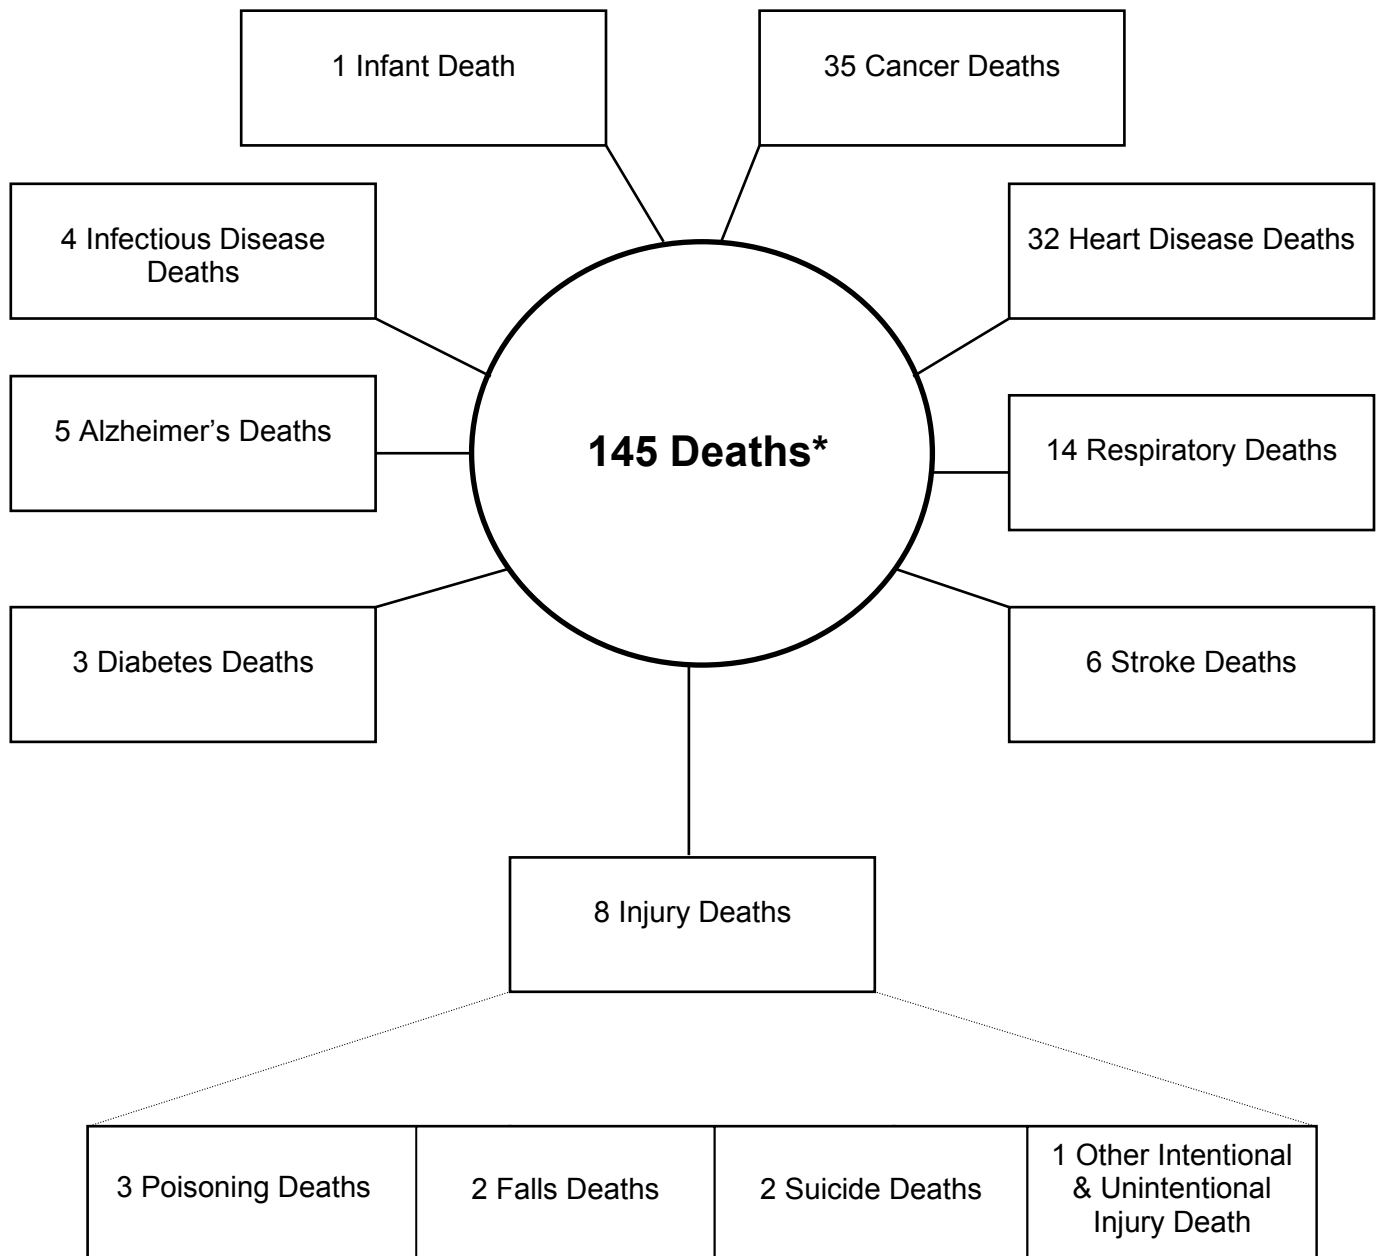 1 Infant Death
35 Cancer Deaths
4 Infectious Disease
Deaths
32 Heart Disease Deaths
5 Alzheimer’s Deaths
145 Deaths*
14 Respiratory Deaths
3 Diabetes Deaths
6 Stroke Deaths
8 Injury Deaths
3 Poisoning Deaths
2 Falls Deaths
2 Suicide Deaths
1 Other Intentional
& Unintentional
Injury Death